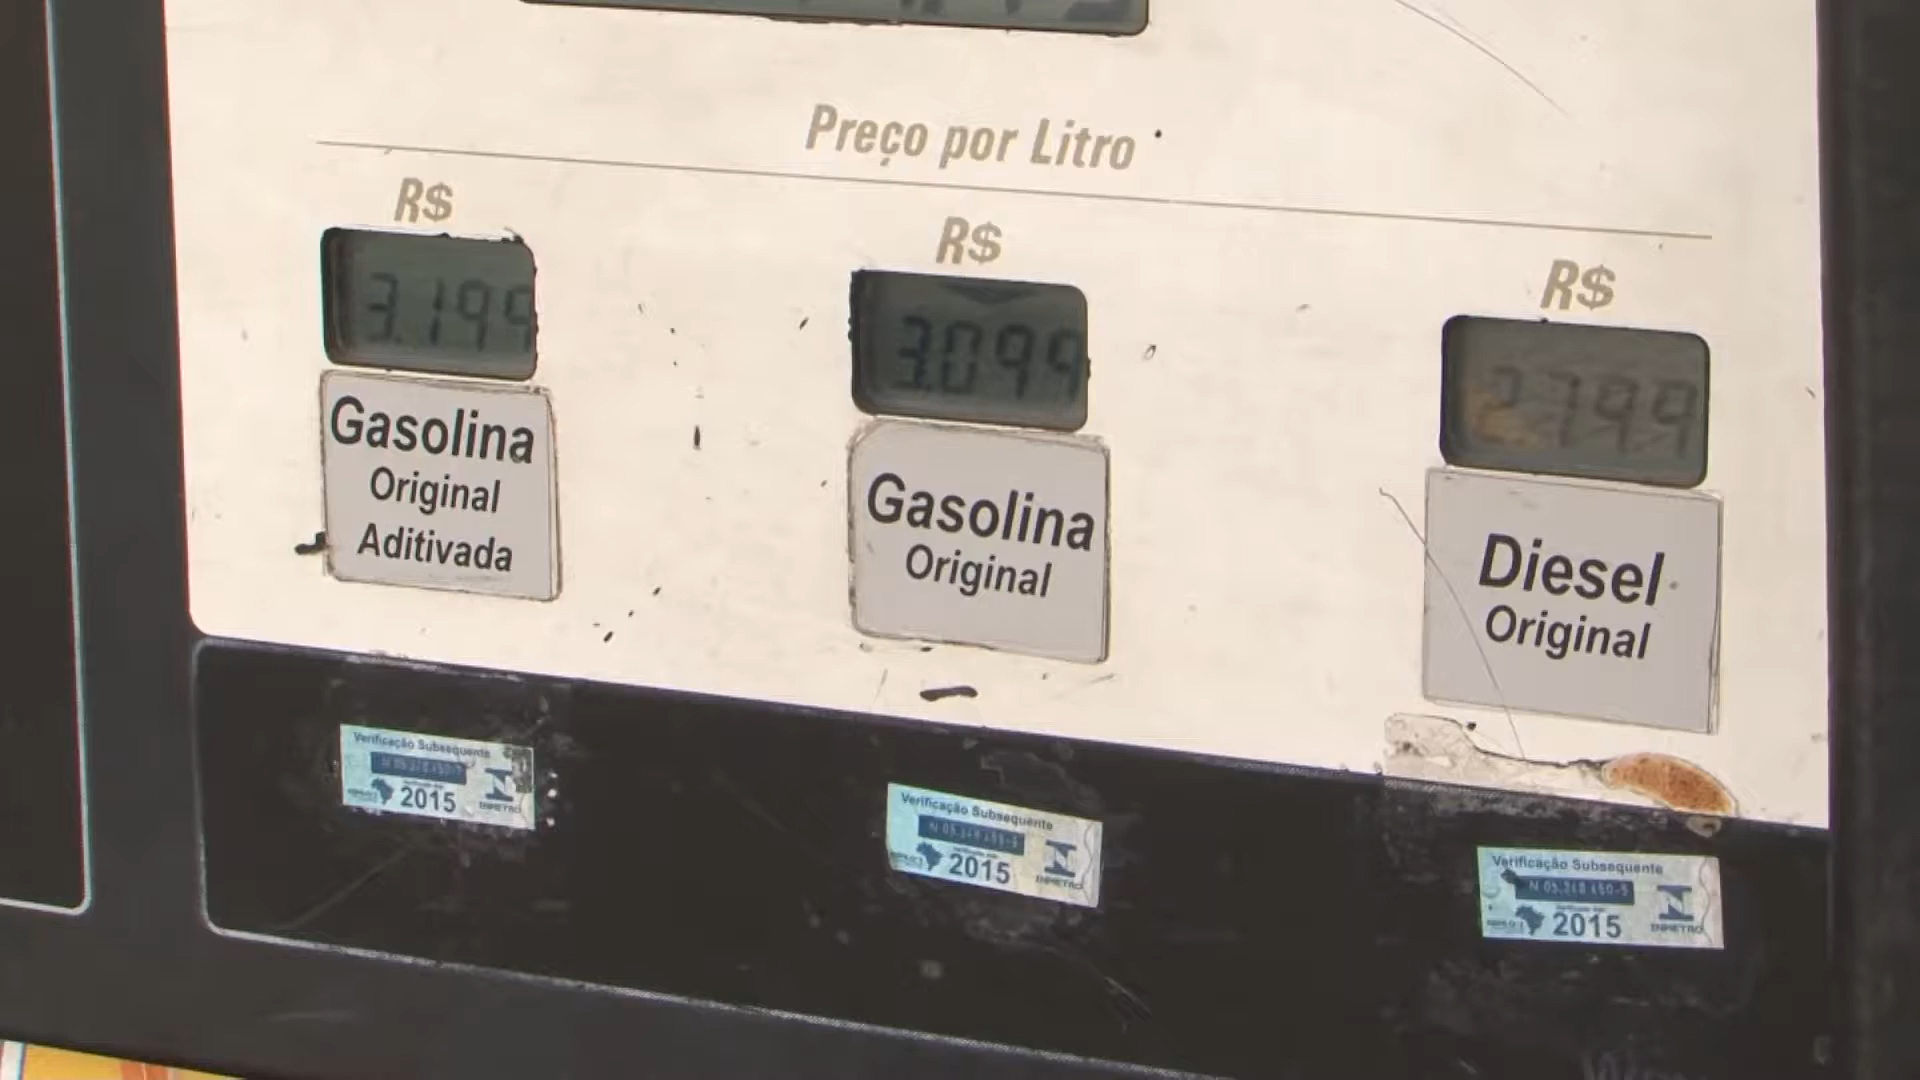 Preço por Litro
R$
R$
R$
3.199
3.099
2.799
Gasolina
Original
Aditivada
Gasolina
Original
Diesel
Original
Verificação Subsequente
2015
INMETRO
Verificação Subsequente
2015
INMETRO
Verificação Subsequente
2015
INMETRO